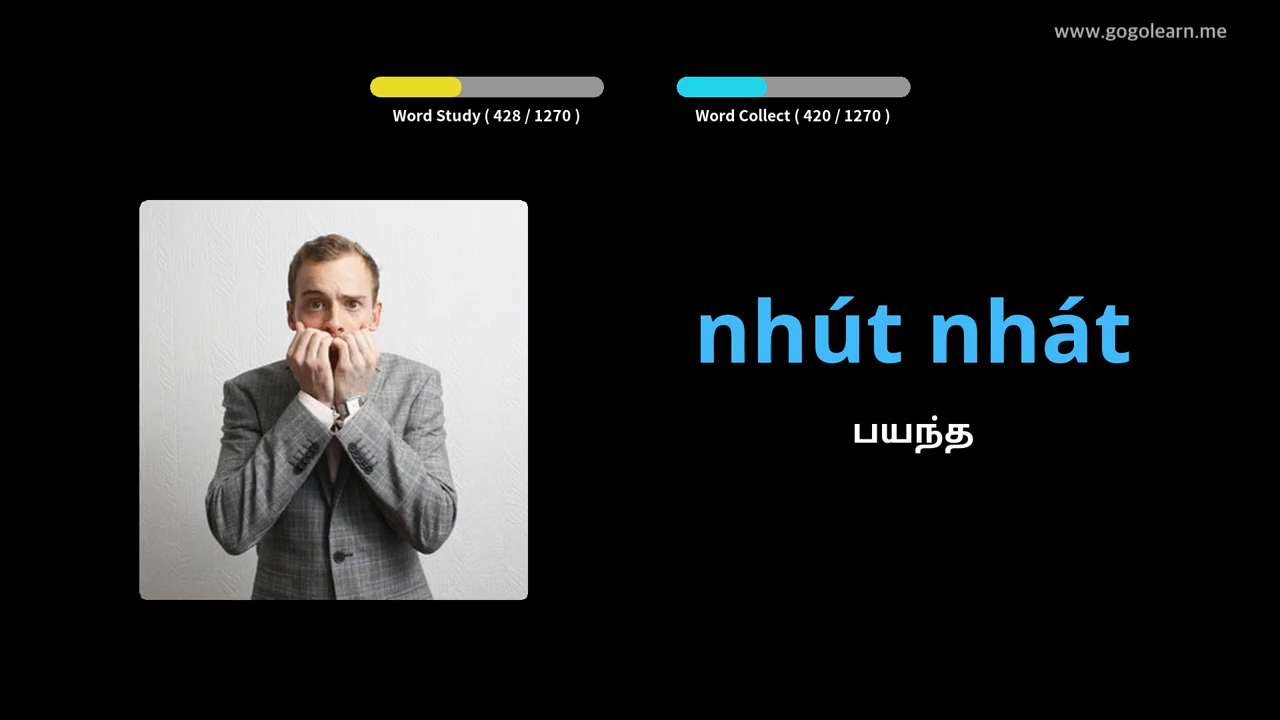 www.gogolearn.me
Word Study ( 428 / 1270 )
Word Collect ( 420 / 1270 )
nhút nhát
பயந்த